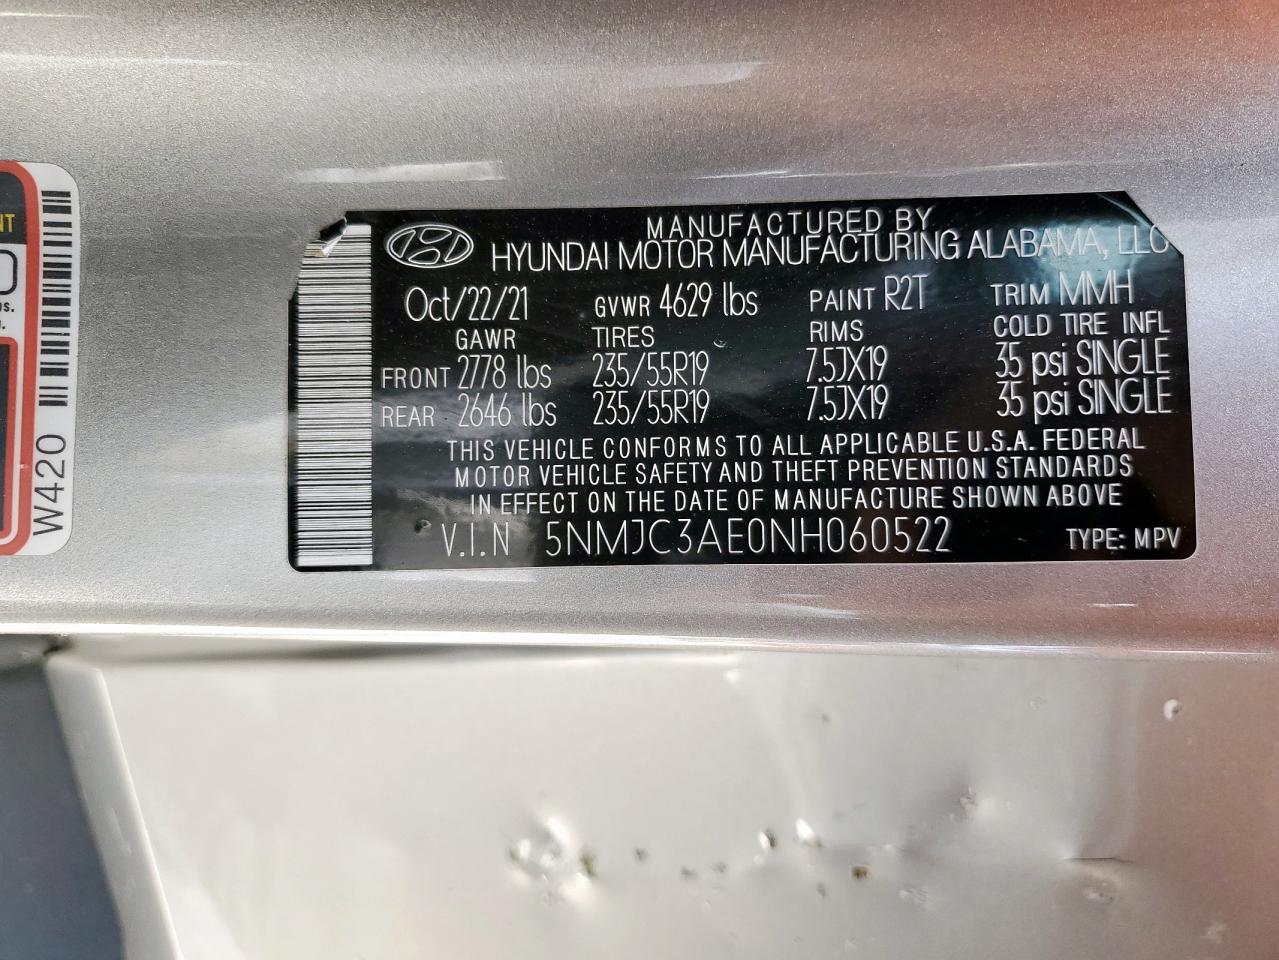 MANUFACTURED BY
HYUNDAI MOTOR MANUFACTURING ALABAMA, LLC
Oct/22/21 GVWR 4629 lbs PAINT R2T TRIM MMH
GAWR TIRES RIMS COLD TIRE INFL
FRONT 2778 lbs 235/55R19 7.5JX19 35 psi SINGLE
REAR 2646 lbs 235/55R19 7.5JX19 35 psi SINGLE
THIS VEHICLE CONFORMS TO ALL APPLICABLE U.S.A. FEDERAL
MOTOR VEHICLE SAFETY AND THEFT PREVENTION STANDARDS
IN EFFECT ON THE DATE OF MANUFACTURE SHOWN ABOVE
V.I.N 5NMJC3AE0NH060522 TYPE: MPV
W420